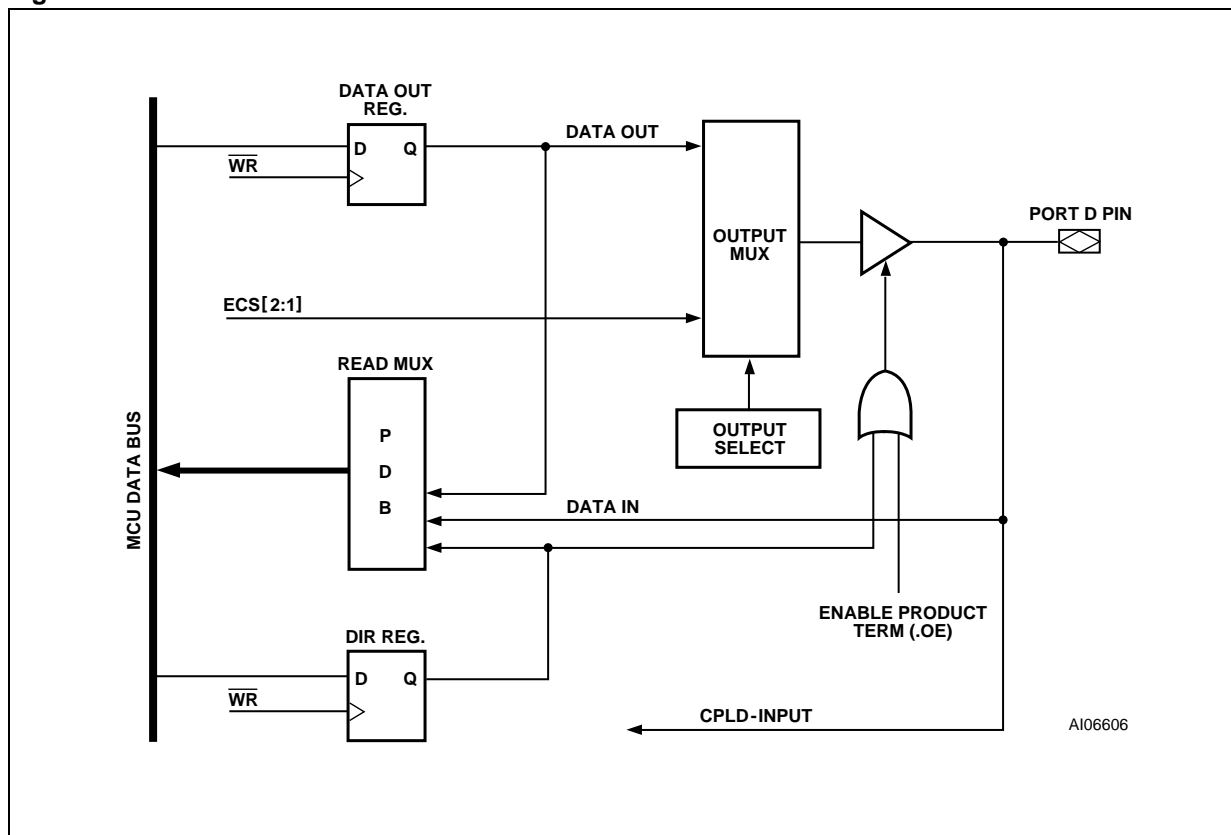 DATA OUT
REG.
D Q
WR
DATA OUT
OUTPUT
MUX
PORT D PIN
ECS[2:1]
READ MUX
P
D
B
OUTPUT
SELECT
MCU DATA BUS
DATA IN
ENABLE PRODUCT
TERM (.OE)
DIR REG.
D Q
WR
CPLD-INPUT
AI06606